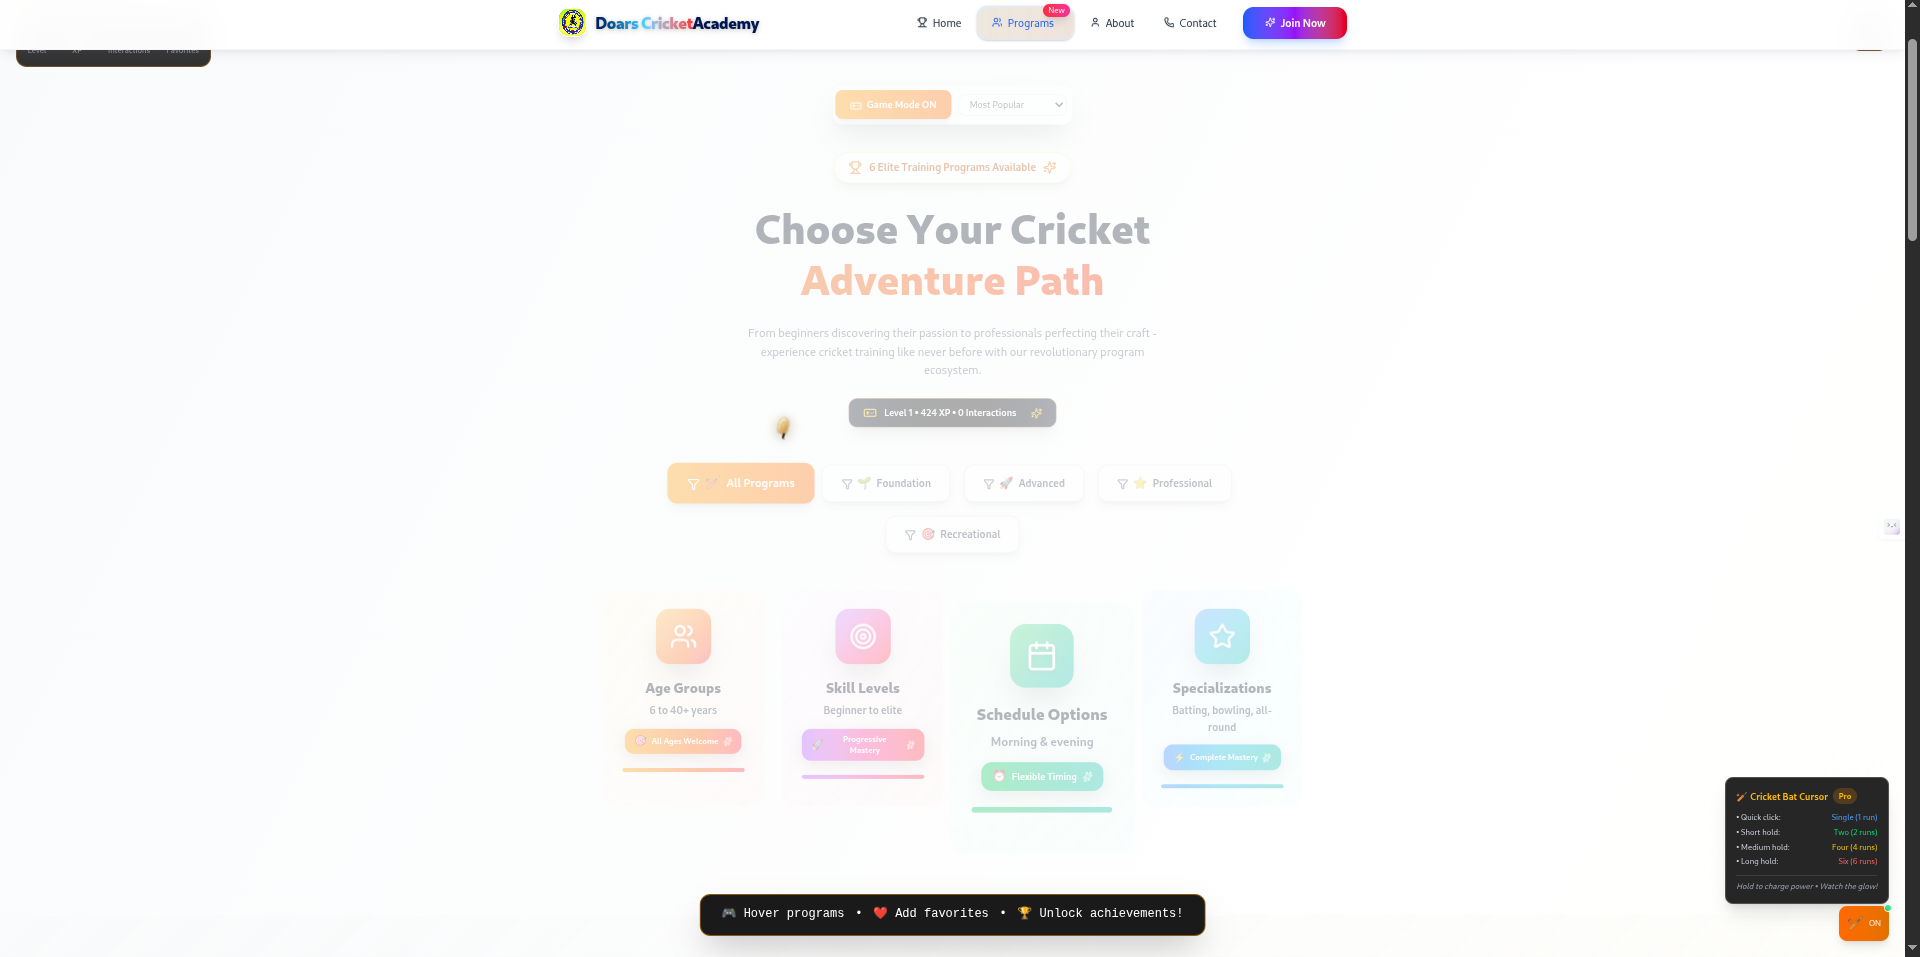 Doars CricketAcademy
Home
Programs
New
About
Contact
Join Now
Level XP Interactions Favorites
Game Mode ON
Most Popular
6 Elite Training Programs Available
Choose Your Cricket
Adventure Path
From beginners discovering their passion to professionals perfecting their craft -
experience cricket training like never before with our revolutionary program
ecosystem.
Level 1 • 424 XP • 0 Interactions
All Programs
Foundation
Advanced
Professional
Recreational
Age Groups
6 to 40+ years
All Ages Welcome
Skill Levels
Beginner to elite
Progressive
Mastery
Schedule Options
Morning & evening
Flexible Timing
Specializations
Batting, bowling, all-
round
Complete Mastery
🎮 Hover programs • ❤️ Add favorites • 🏆 Unlock achievements!
Cricket Bat Cursor Pro
• Quick click: Single (1 run)
• Short hold: Two (2 runs)
• Medium hold: Four (4 runs)
• Long hold: Six (6 runs)
Hold to charge power • Watch the glow!
ON